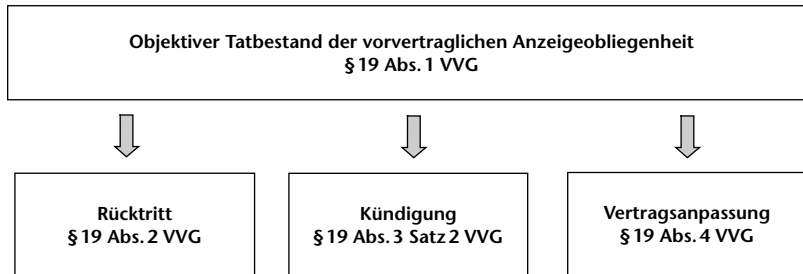 Objektiver Tatbestand der vorvertraglichen Anzeigeobliegenheit
§ 19 Abs. 1 VVG
Rücktritt
§ 19 Abs. 2 VVG
Kündigung
§ 19 Abs. 3 Satz 2 VVG
Vertragsanpassung
§ 19 Abs. 4 VVG